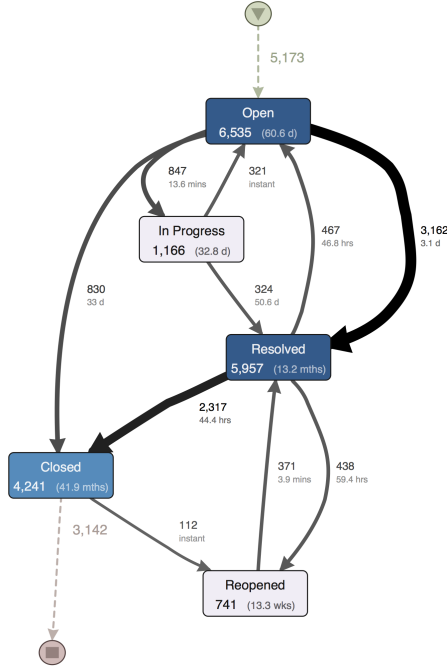 5,173
Open
6,535 (60.6 d)
847
13.6 mins
321
instant
3,162
3.1 d
467
46.8 hrs
In Progress
1,166 (32.8 d)
830
33 d
324
50.6 d
Resolved
5,957 (13.2 mths)
2,317
44.4 hrs
371
3.9 mins
438
59.4 hrs
Closed
4,241 (41.9 mths)
3,142
112
instant
Reopened
741 (13.3 wks)